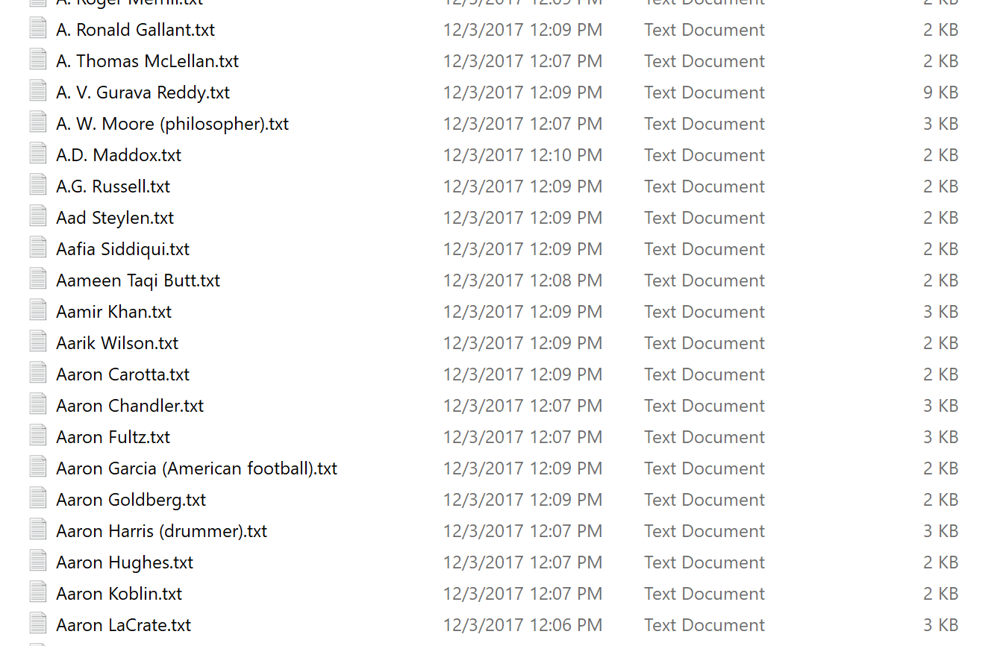 A. Roger Merrill.txt 12/3/2017 12:09 PM Text Document 2 KB
A. Ronald Gallant.txt 12/3/2017 12:09 PM Text Document 2 KB
A. Thomas McLellan.txt 12/3/2017 12:07 PM Text Document 2 KB
A. V. Gurava Reddy.txt 12/3/2017 12:09 PM Text Document 9 KB
A. W. Moore (philosopher).txt 12/3/2017 12:07 PM Text Document 3 KB
A.D. Maddox.txt 12/3/2017 12:10 PM Text Document 2 KB
A.G. Russell.txt 12/3/2017 12:09 PM Text Document 2 KB
Aad Steylen.txt 12/3/2017 12:09 PM Text Document 2 KB
Aafia Siddiqui.txt 12/3/2017 12:09 PM Text Document 2 KB
Aameen Taqi Butt.txt 12/3/2017 12:08 PM Text Document 2 KB
Aamir Khan.txt 12/3/2017 12:09 PM Text Document 3 KB
Aarik Wilson.txt 12/3/2017 12:09 PM Text Document 2 KB
Aaron Carotta.txt 12/3/2017 12:09 PM Text Document 2 KB
Aaron Chandler.txt 12/3/2017 12:07 PM Text Document 3 KB
Aaron Fultz.txt 12/3/2017 12:07 PM Text Document 3 KB
Aaron Garcia (American football).txt 12/3/2017 12:09 PM Text Document 2 KB
Aaron Goldberg.txt 12/3/2017 12:09 PM Text Document 2 KB
Aaron Harris (drummer).txt 12/3/2017 12:07 PM Text Document 3 KB
Aaron Hughes.txt 12/3/2017 12:07 PM Text Document 2 KB
Aaron Koblin.txt 12/3/2017 12:07 PM Text Document 2 KB
Aaron LaCrate.txt 12/3/2017 12:06 PM Text Document 3 KB